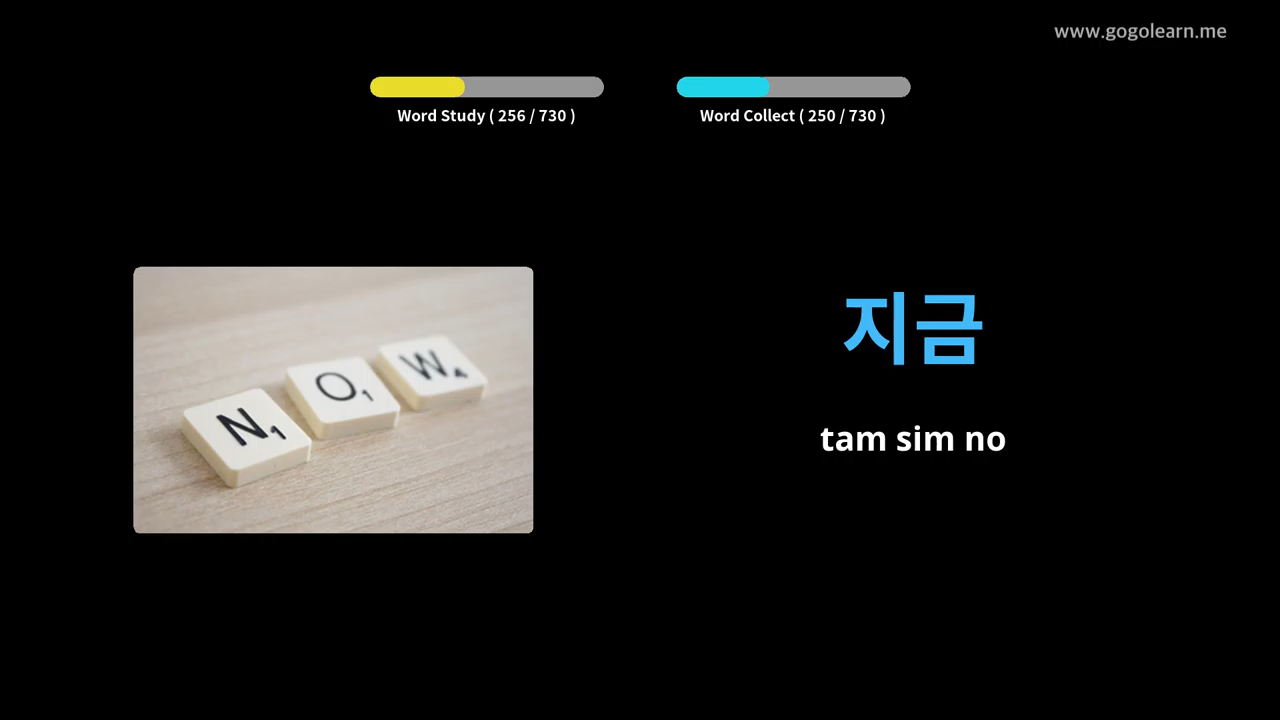 www.gogolearn.me
Word Study ( 256 / 730 )
Word Collect ( 250 / 730 )
N1 O1 W4
지금
tam sim no